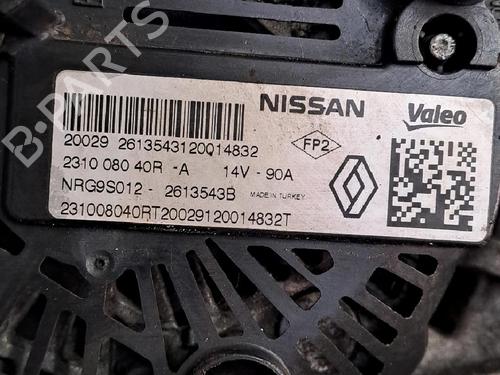 B-PARTS
NISSAN
Valeo
20029 2613543120014832
FP2
2310 080 40R -A 14V - 90A
NRG9S012 - 2613543B MADE IN TURKEY
231008040RT20029120014832T